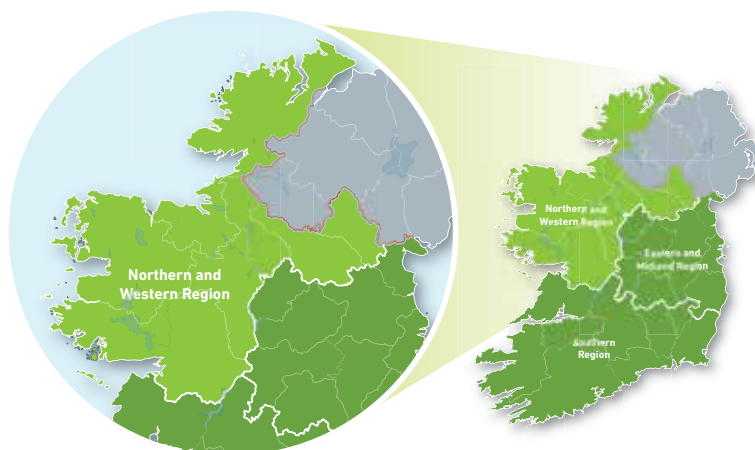 Northern and
Western Region
Northern and
Western Region
Eastern and
Midland Region
Southern
Region